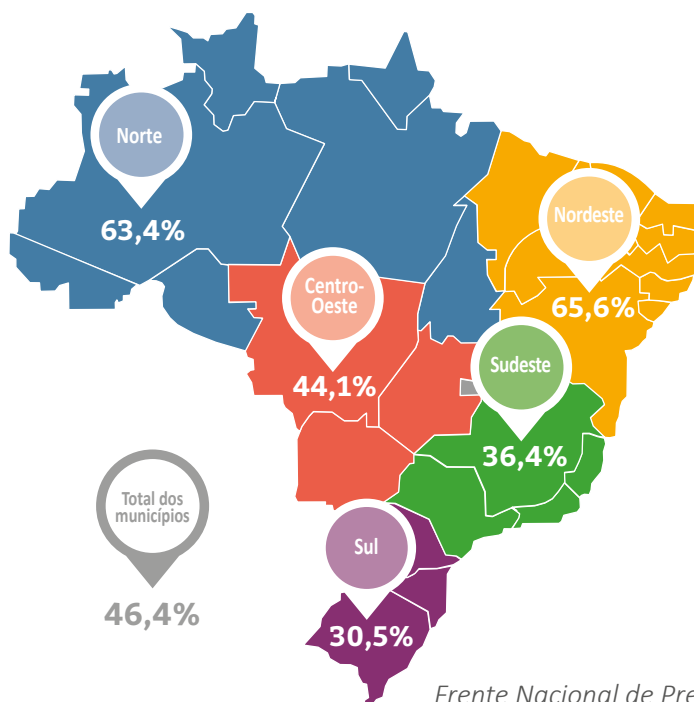 Norte
63,4%
Nordeste
65,6%
Centro-
Oeste
44,1%
Sudeste
36,4%
Total dos
municípios
46,4%
Sul
30,5%
Frente Nacional de